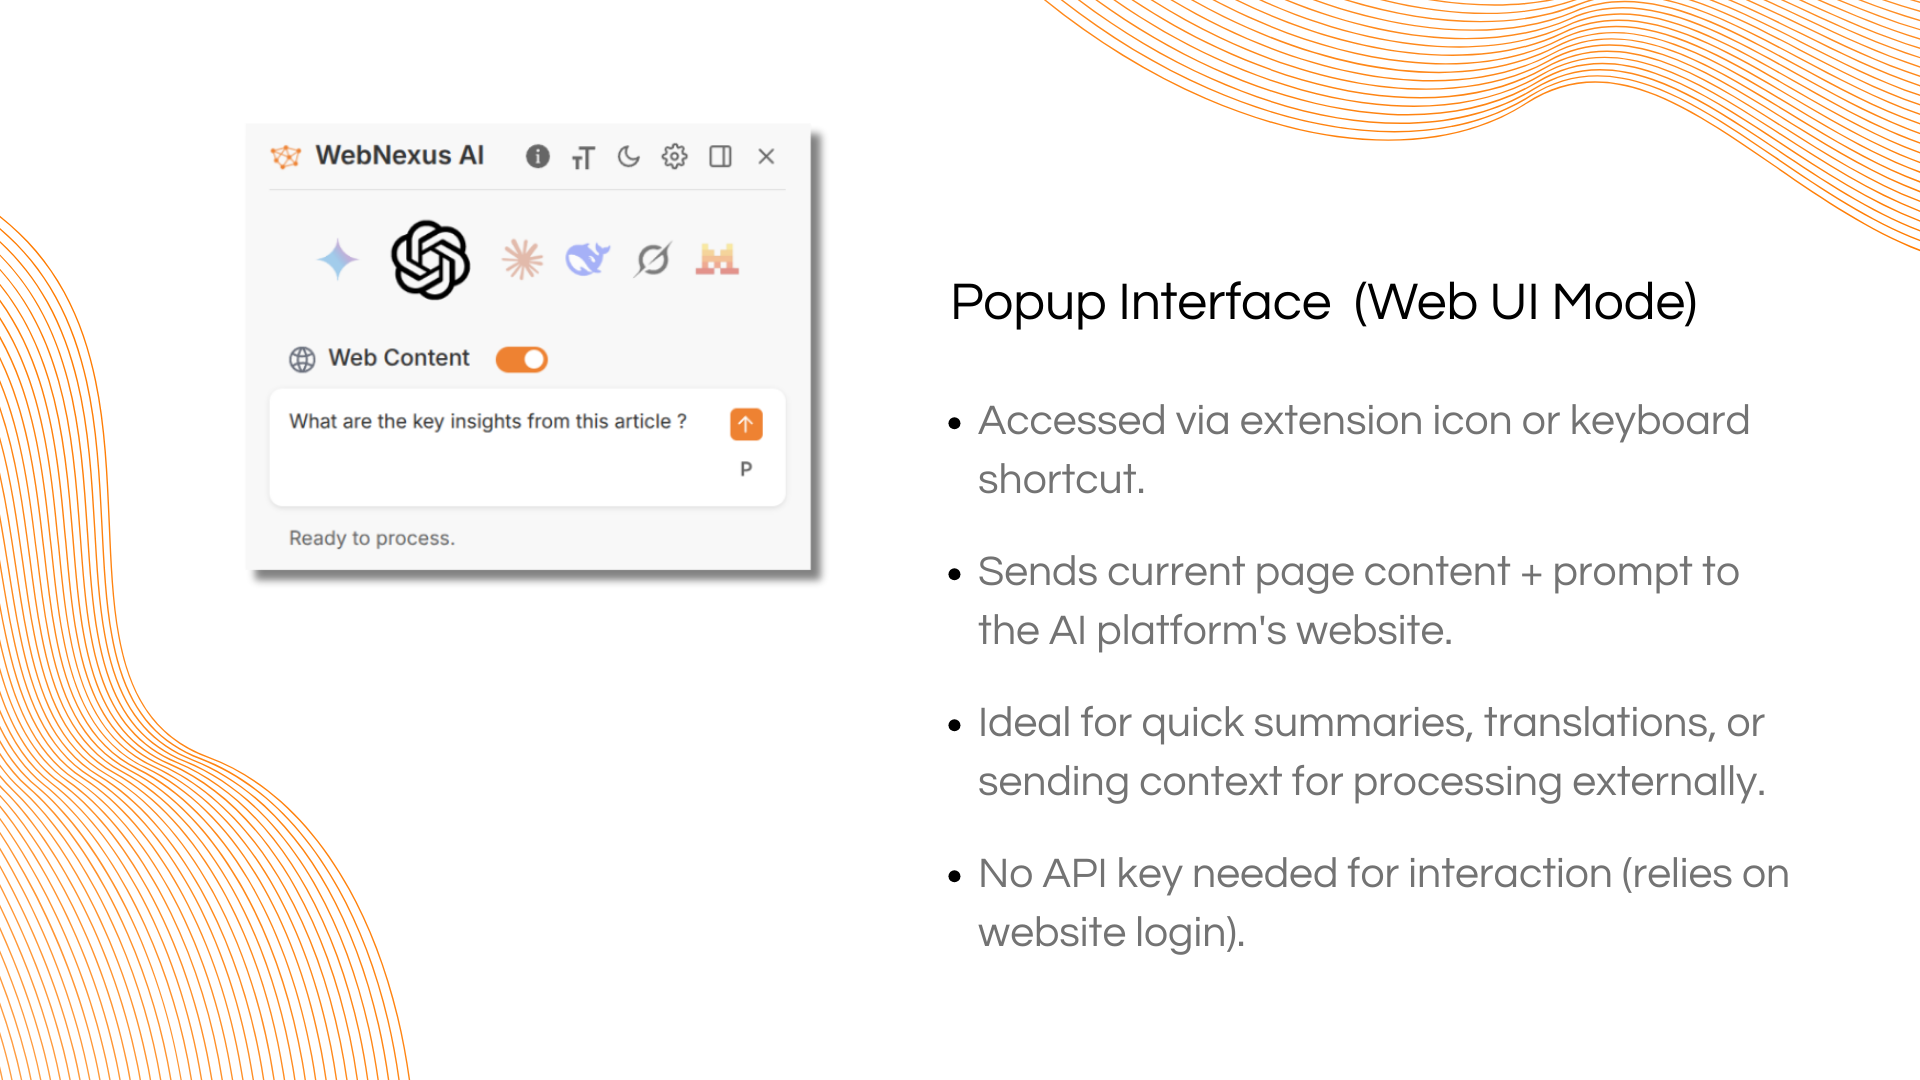 WebNexus AI
Web Content
What are the key insights from this article ?
P
Ready to process.
Popup Interface (Web UI Mode)
• Accessed via extension icon or keyboard
shortcut.
• Sends current page content + prompt to
the AI platform's website.
• Ideal for quick summaries, translations, or
sending context for processing externally.
• No API key needed for interaction (relies on
website login).